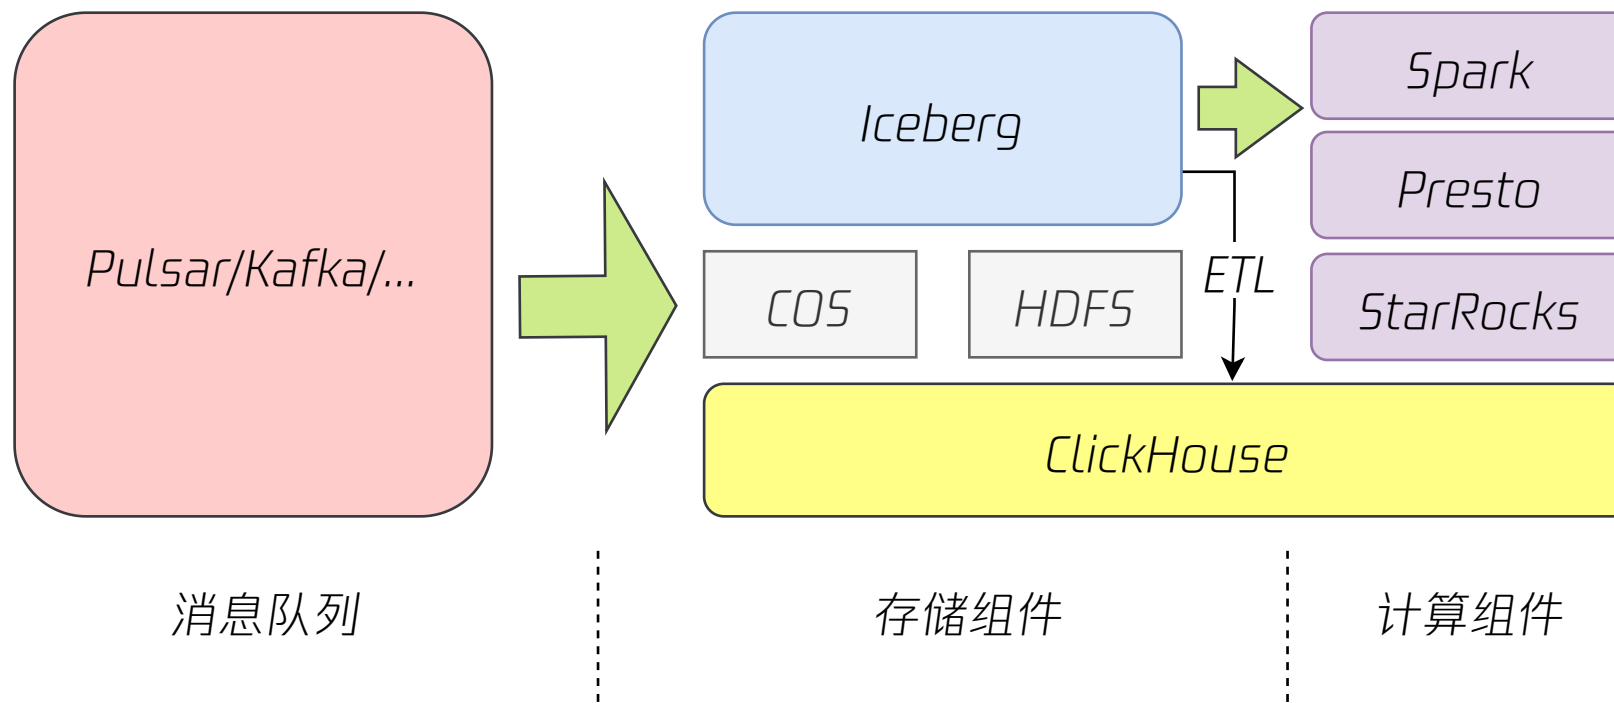 Pulsar/Kafka/...
Iceberg
COS
HDFS
ETL
Spark
Presto
StarRocks
ClickHouse
消息队列
存储组件
计算组件